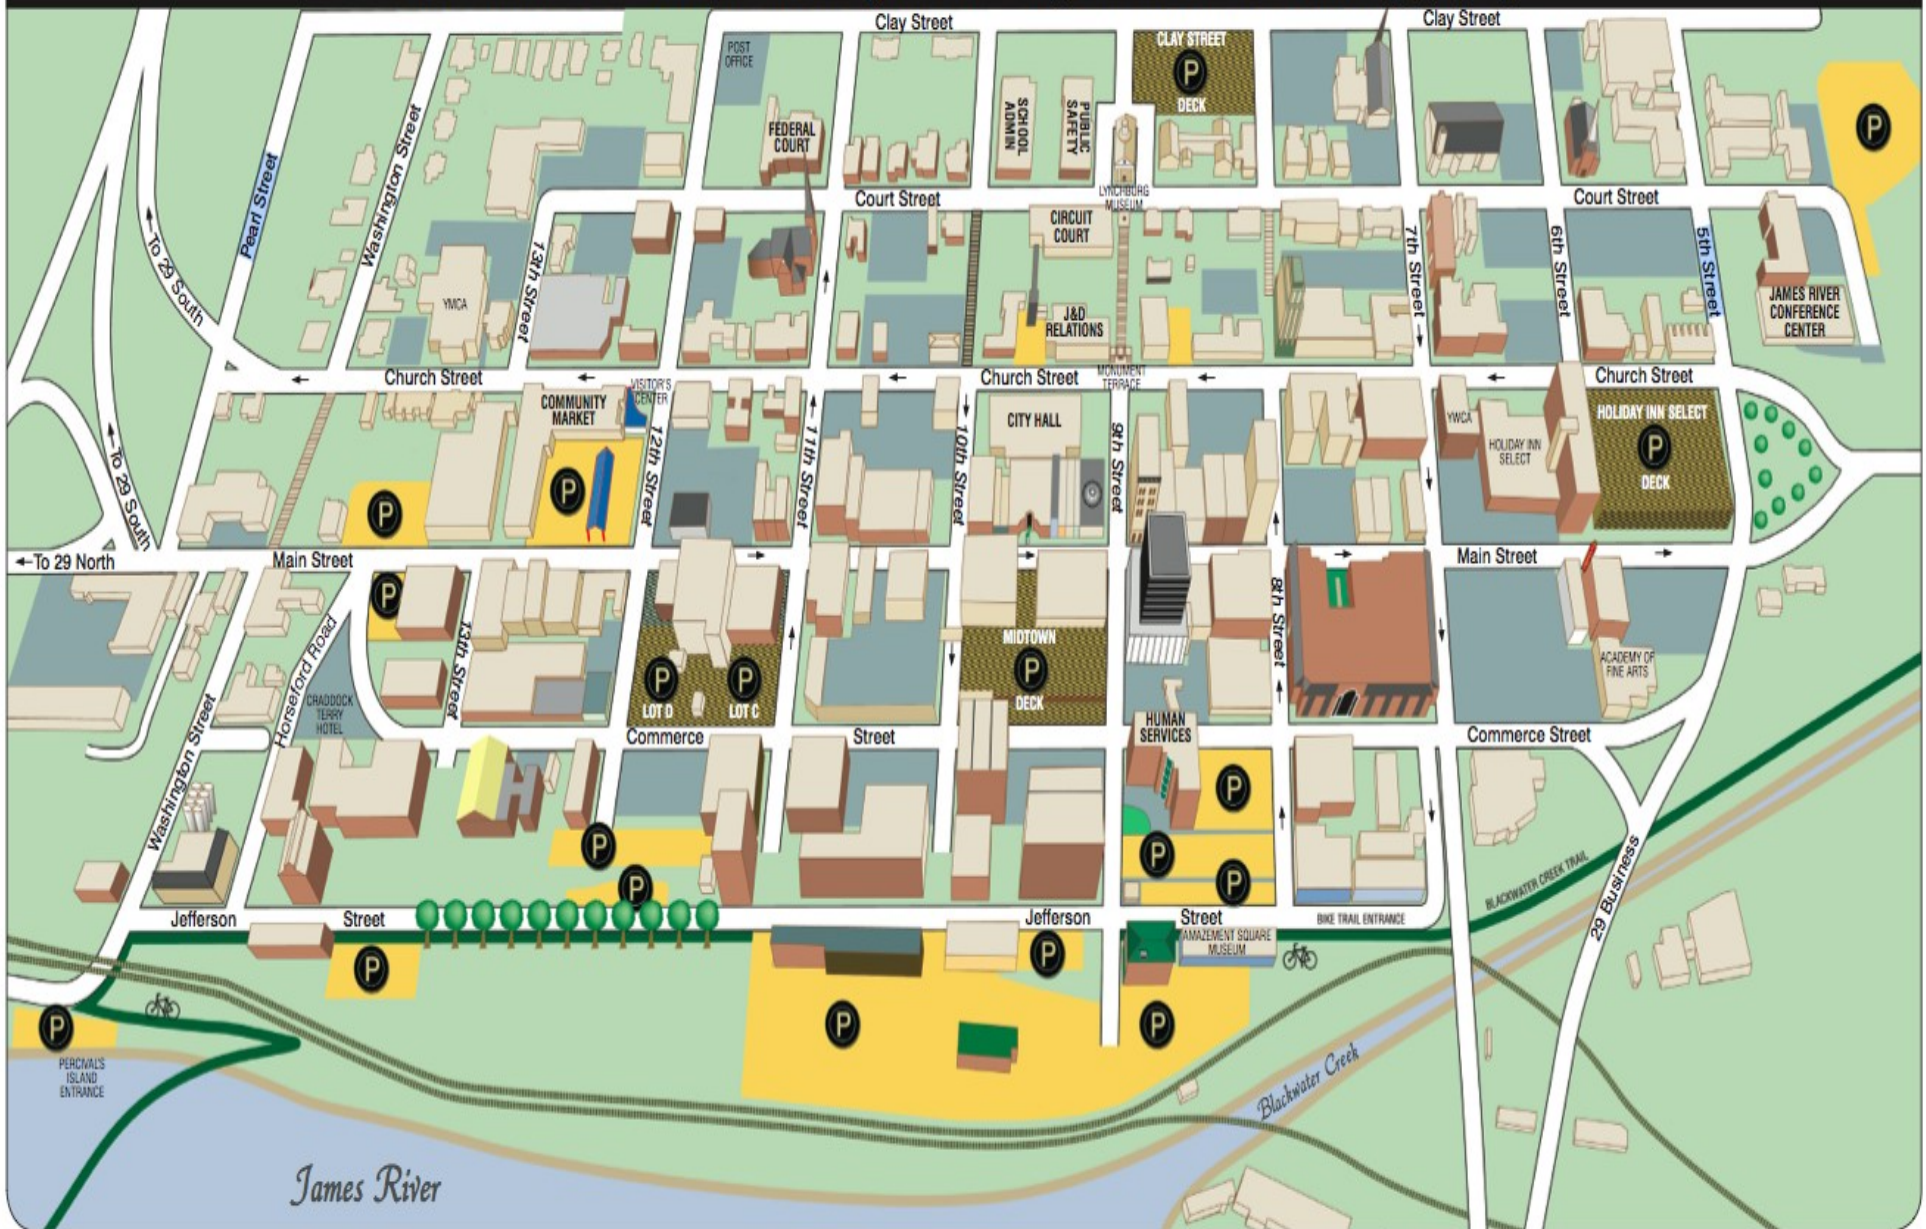 Clay Street
Clay Street
POST
OFFICE
CLAY STREET
P
DECK
FEDERAL
COURT
SCHOOL
ADMIN
PUBLIC
SAFETY
P
Pearl Street
Washington Street
LYNCHBURG
MUSEUM
Court Street
Court Street
CIRCUIT
COURT
To 29 South
13th Street
7th Street
6th Street
5th Street
YMCA
J&D
RELATIONS
JAMES RIVER
CONFERENCE
CENTER
Church Street
Church Street
Church Street
MONUMENT
TERRACE
VISITOR'S
CENTER
COMMUNITY
MARKET
CITY HALL
YWCA
HOLIDAY INN
SELECT
HOLIDAY INN SELECT
P
DECK
To 29 South
12th Street
11th Street
10th Street
9th Street
P
P
To 29 North
Main Street
Main Street
P
Horseford Road
13th Street
8th Street
MIDTOWN
P
DECK
P
LOT D
P
LOT C
ACADEMY OF
FINE ARTS
CRADDOCK
TERRY
HOTEL
Washington Street
Commerce
Street
Commerce Street
HUMAN
SERVICES
P
P
P
P
P
29 Business
BLACKWATER CREEK TRAIL
Jefferson
Street
Jefferson
Street
BIKE TRAIL ENTRANCE
AMAZEMENT SQUARE
MUSEUM
P
P
P
P
P
PERCIVAL'S
ISLAND
ENTRANCE
Blackwater Creek
James River